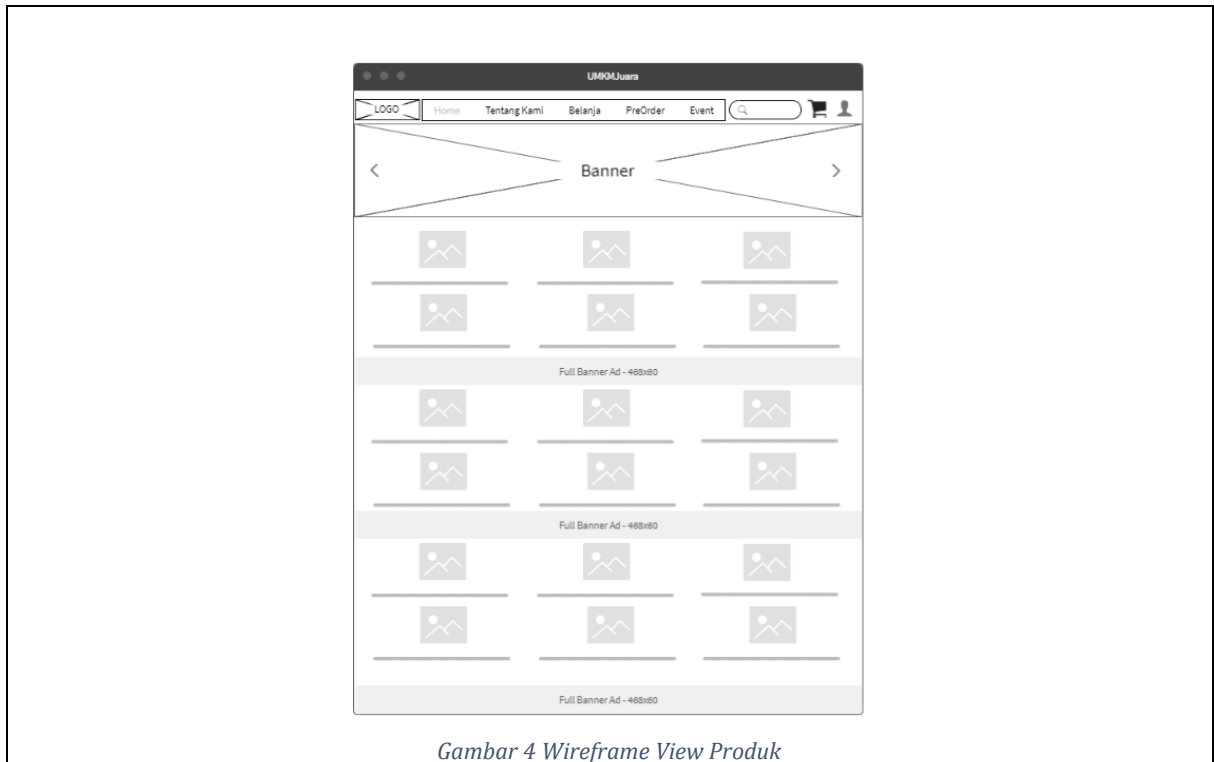 UMKMJuara
LOGO Home Tentang Kami Belanja PreOrder Event
Banner
Full Banner Ad - 468x60
Full Banner Ad - 468x60
Full Banner Ad - 468x60
Gambar 4 Wireframe View Produk